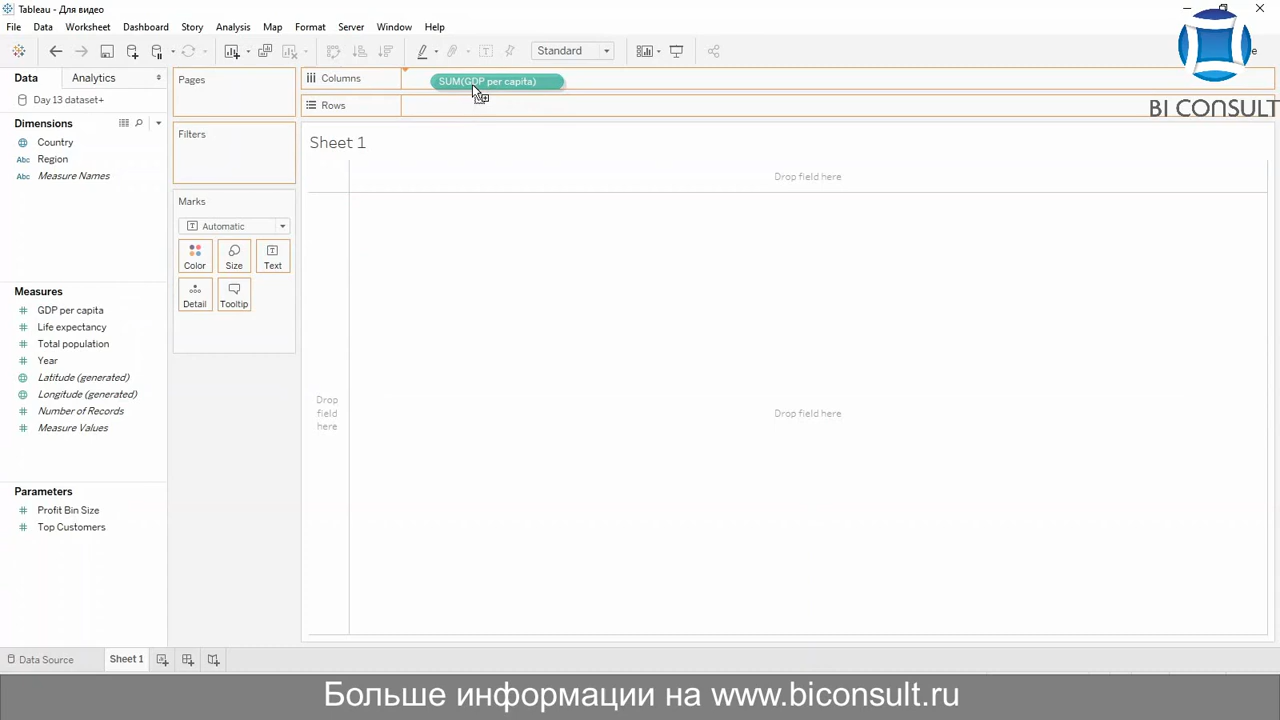 Tableau - Для видео
File Data Worksheet Dashboard Story Analysis Map Format Server Window Help
Standard
Data Analytics
Day 13 dataset+
Dimensions
Country
Abc Region
Abc Measure Names
Measures
GDP per capita
Life expectancy
Total population
Year
Latitude (generated)
Longitude (generated)
Number of Records
Measure Values
Parameters
Profit Bin Size
Top Customers
Pages
Filters
Marks
Automatic
Color Size Text
Detail Tooltip
Columns SUM(GDP per capita)
Rows
BI CONSULT
Sheet 1
Drop field here
Drop
field
here
Drop field here
Data Source Sheet 1
Больше информации на www.biconsult.ru